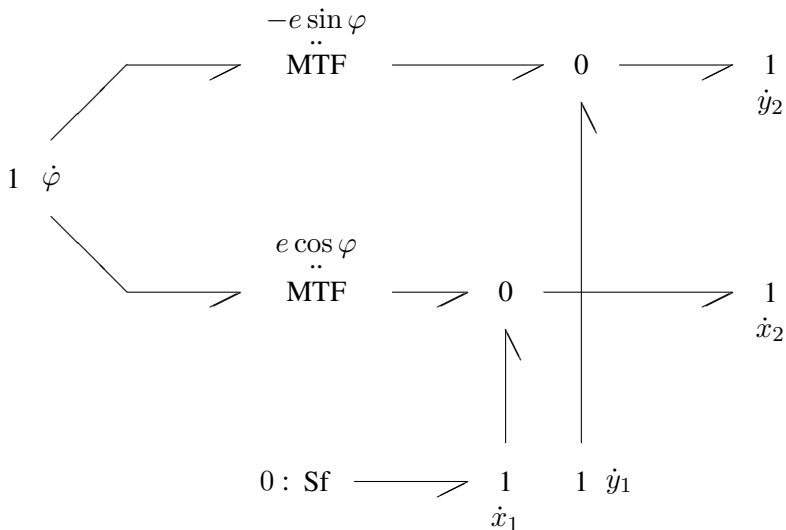 −e sin φ
¨
MTF 0 1
ẏ₂
1 φ̇
e cos φ
¨
MTF 0 1
ẋ₂
0 : Sf 1 1 ẏ₁
ẋ₁